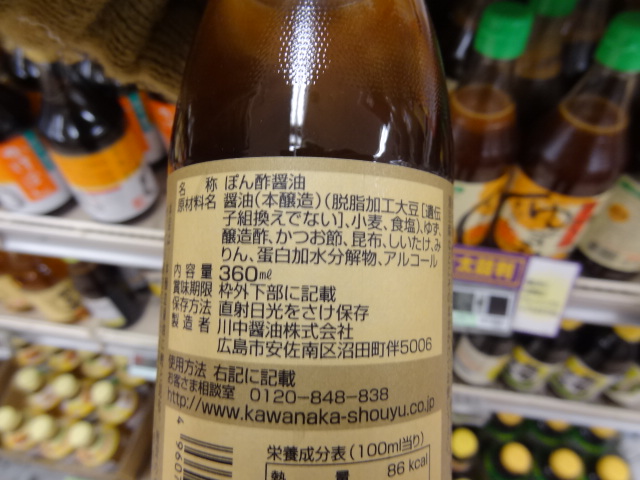 名称 ぽん酢醤油
原材料名 醤油(本醸造)(脱脂加工大豆[遺伝
子組換えでない]、小麦、食塩)、ゆず、
醸造酢、かつお節、昆布、しいたけ、み
りん、蛋白加水分解物、アルコール
内容量 360mℓ
賞味期限 枠外下部に記載
保存方法 直射日光をさけ保存
製造者 川中醤油株式会社
広島市安佐南区沼田町伴5006
使用方法 右記に記載
お客さま相談室 0120-848-838
http://www.kawanaka-shouyu.co.jp
栄養成分表(100ml当り)
熱量 86 kcal
4 9607